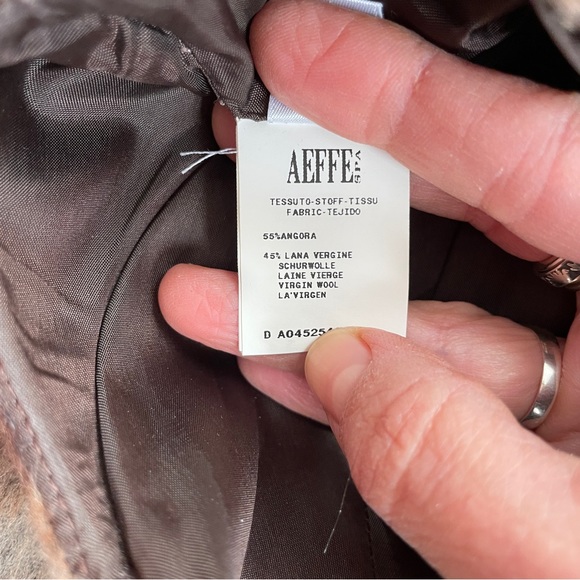 AEFFE SPA
TESSUTO-STOFF-TISSU
FABRIC-TEJIDO
55%ANGORA
45% LANA VERGINE
SCHURWOLLE
LAINE VIERGE
VIRGIN WOOL
LA'VIRGEN
D A04525